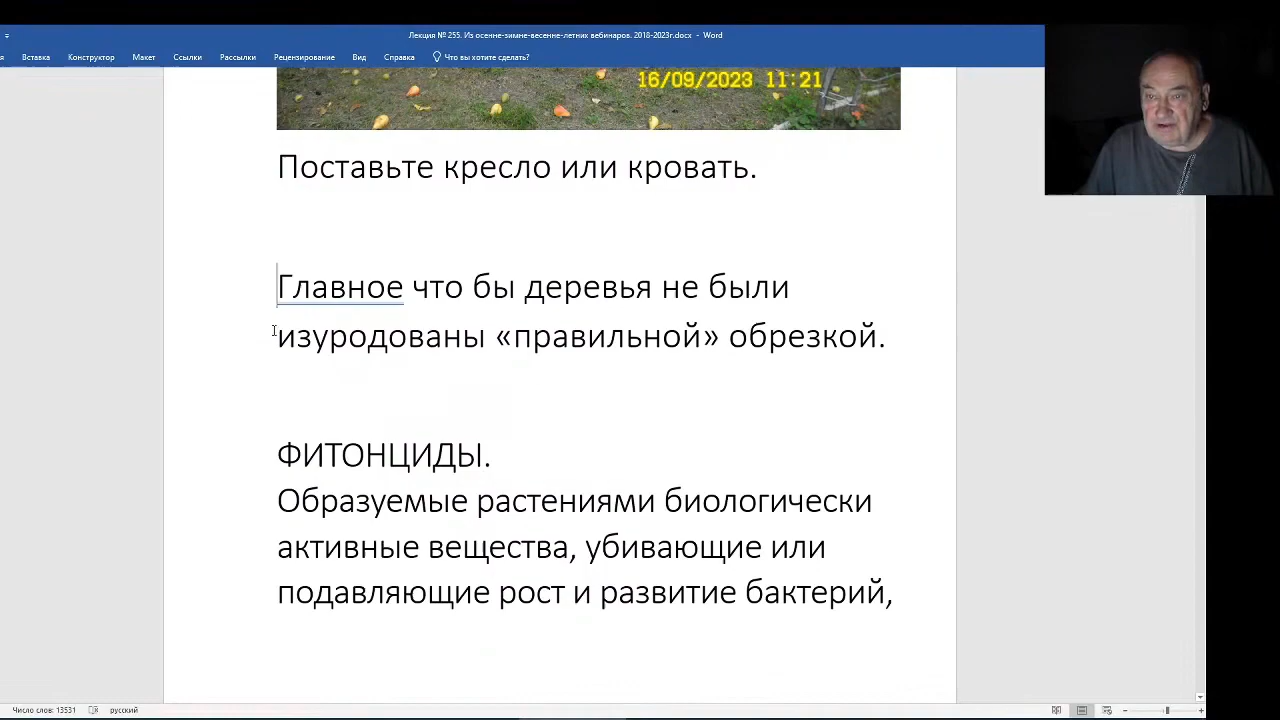 Лекция № 255. Из осенне-зимне-весенне-летних вебинаров. 2018-2023г.docx - Word
Вставка Конструктор Макет Ссылки Рассылки Рецензирование Вид Справка Что вы хотите сделать?
16/09/2023 11:21
Поставьте кресло или кровать.
Главное что бы деревья не были
изуродованы «правильной» обрезкой.
ФИТОНЦИДЫ.
Образуемые растениями биологически
активные вещества, убивающие или
подавляющие рост и развитие бактерий,
Число слов: 13531 русский